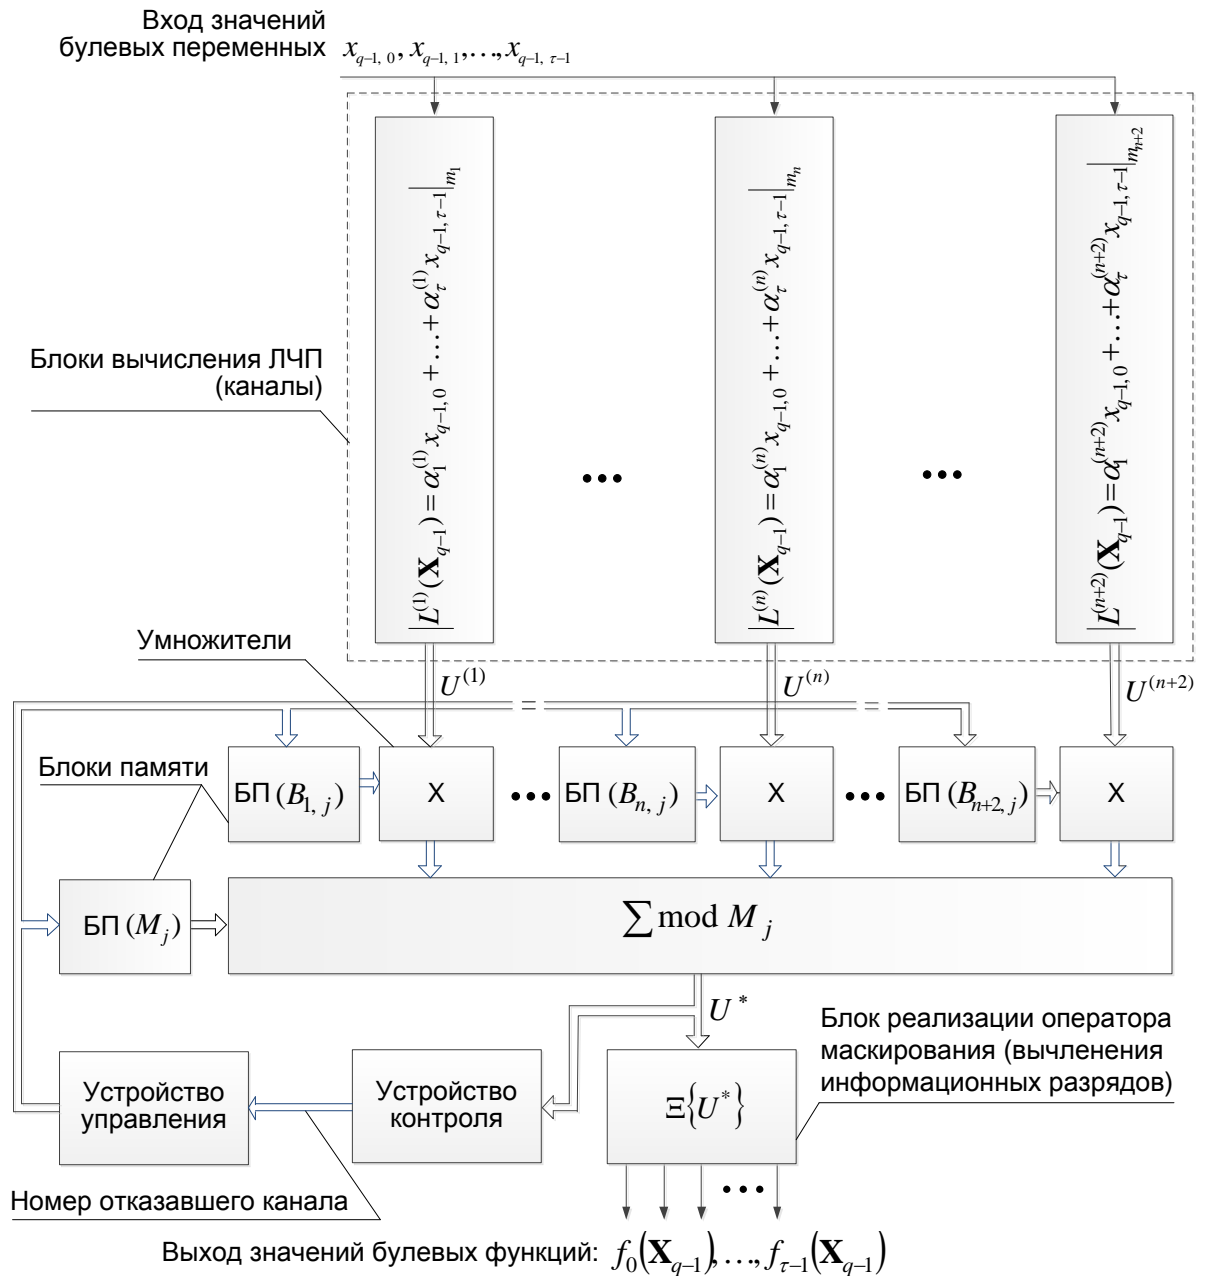 Вход значений
булевых переменных x_{q−1, 0}, x_{q−1, 1},…,x_{q−1, τ−1}
|L^{(1)}(X_{q−1}) = α_1^{(1)} x_{q−1,0} + … + α_τ^{(1)} x_{q−1,τ−1}|_{m_1}
|L^{(n)}(X_{q−1}) = α_1^{(n)} x_{q−1,0} + … + α_τ^{(n)} x_{q−1,τ−1}|_{m_n}
|L^{(n+2)}(X_{q−1}) = α_1^{(n+2)} x_{q−1,0} + … + α_τ^{(n+2)} x_{q−1,τ−1}|_{m_{n+2}}
Блоки вычисления ЛЧП
(каналы)
•••
•••
Умножители
U^{(1)}
U^{(n)}
U^{(n+2)}
Блоки памяти
БП(B_{1, j})
X
•••
БП(B_{n, j})
X
•••
БП(B_{n+2, j})
X
БП(M_j)
∑ mod M_j
U*
Блок реализации оператора
маскирования (вычленения
информационных разрядов)
Устройство
управления
Устройство
контроля
Ξ{U*}
•••
Номер отказавшего канала
Выход значений булевых функций: f_0(X_{q−1}),…,f_{τ−1}(X_{q−1})